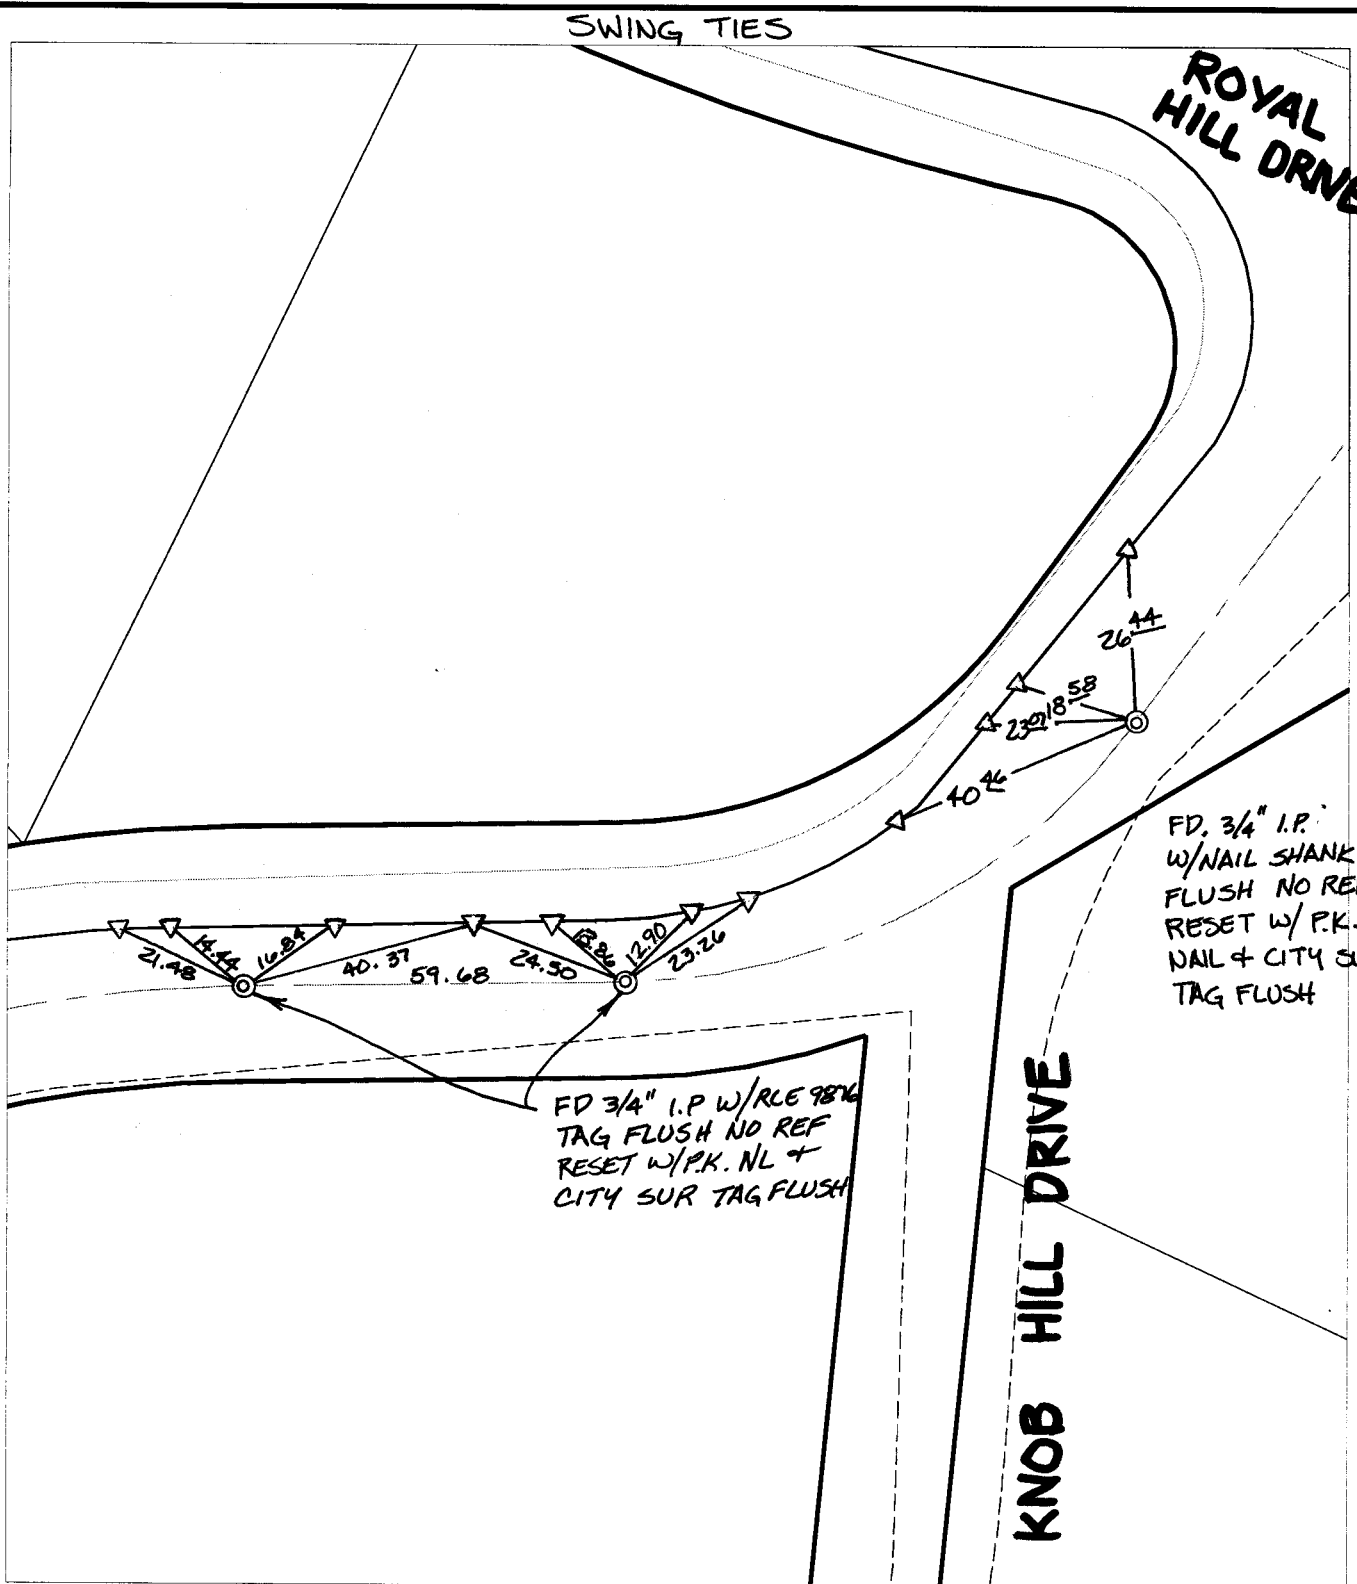 SWING TIES
ROYAL
HILL DRIVE
26 44
18 58
40 46
FD. 3/4" I.P.
W/NAIL SHANK
FLUSH NO
RESET W/ P.K.
NAIL & CITY
TAG FLUSH
21.48
14.44
16.84
40.37
59.68
24.50
12.90
23.26
FD 3/4" I.P W/RCE
TAG FLUSH NO REF
RESET W/P.K. NL &
CITY SUR TAG FLUSH
KNOB HILL DRIVE